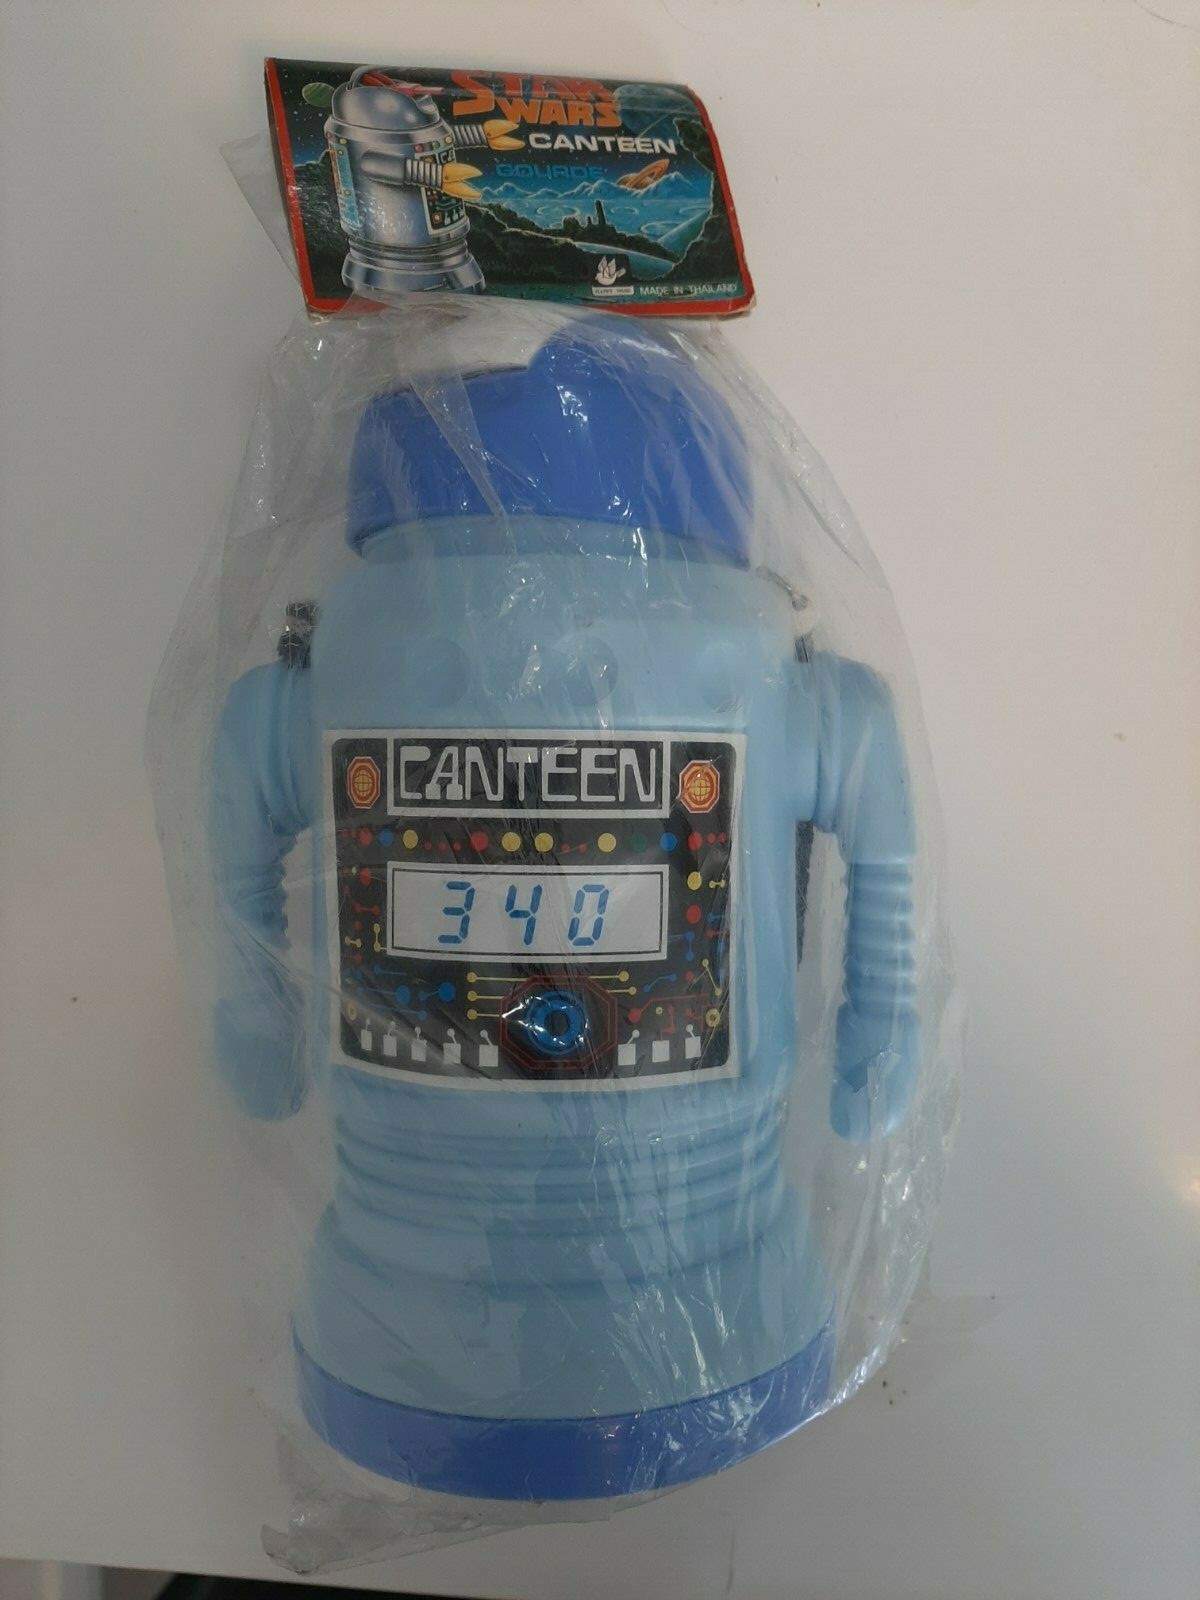 STAR
WARS
CANTEEN
GOURDE
MADE IN THAILAND
CANTEEN
340